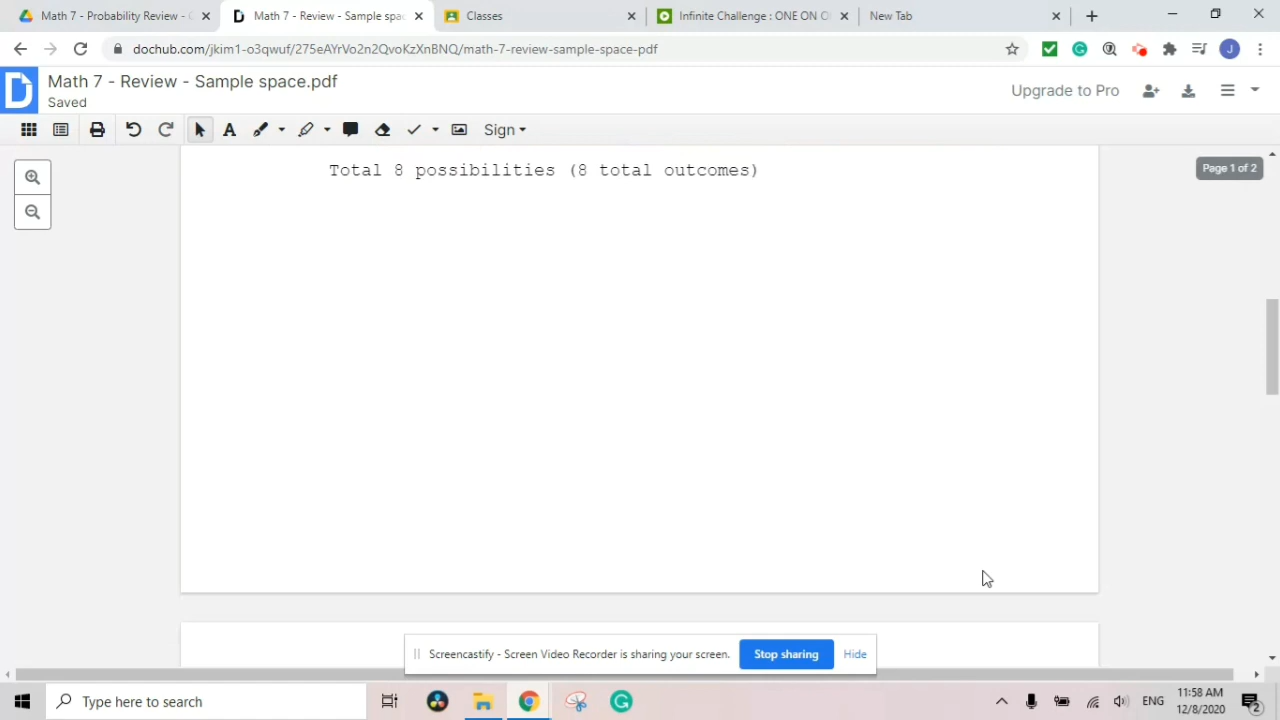 Math 7 - Probability Review -
Math 7 - Review - Sample spac
Classes
Infinite Challenge : ONE ON O
New Tab
dochub.com/jkim1-o3qwuf/275eAYrVo2n2QvoKzXnBNQ/math-7-review-sample-space-pdf
J
Math 7 - Review - Sample space.pdf
Saved
Upgrade to Pro
A
Sign
Total 8 possibilities (8 total outcomes)
Page 1 of 2
Screencastify - Screen Video Recorder is sharing your screen.
Stop sharing
Hide
Type here to search
ENG
11:58 AM
12/8/2020
2